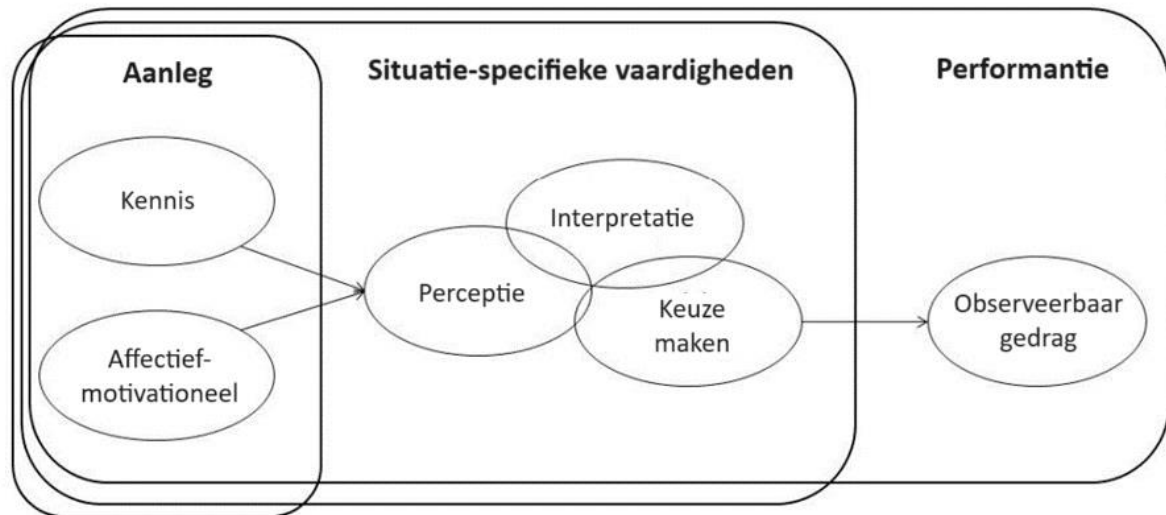 Aanleg
Situatie-specifieke vaardigheden
Performantie
Kennis
Affectief-
motivationeel
Perceptie
Interpretatie
Keuze
maken
Observeerbaar
gedrag